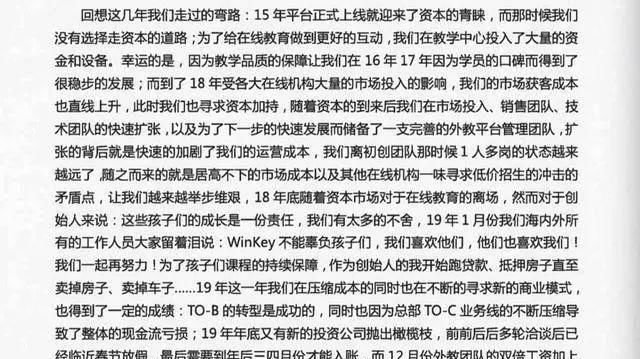 回想这几年我们走过的弯路：15 年平台正式上线就迎来了资本的青睐，而那时候我们
没有选择走资本的道路；为了给在线教育做到更好的互动，我们在教学中心投入了大量的资
金和设备。幸运的是，因为教学品质的保障让我们在 16 年 17 年因为学员的口碑而得到了
很稳步的发展；而到了 18 年受各大在线机构大量的市场投入的影响，我们的市场获客成本
也直线上升，此时我们也寻求资本加持，随着资本的到来后我们在市场投入、销售团队、技
术团队的快速扩张，以及为了下一步的快速发展而储备了一支完善的外教平台管理团队，扩
张的背后就是快速的加剧了我们的运营成本，我们离初创团队那时候 1 人多岗的状态越来
越远了，随之而来的就是居高不下的市场成本以及其他在线机构一味寻求低价招生的冲击的
矛盾点，让我们越来越举步维艰，18 年底随着资本市场对于在线教育的离场，然而对于创
始人来说：这些孩子们的成长是一份责任，我们有太多的不舍，19 年 1 月份我们海内外所
有的工作人员大家留着泪说：WinKey 不能辜负孩子们，我们喜欢他们，他们也喜欢我们！
我们一起再努力！为了孩子们课程的持续保障，作为创始人的我开始跑贷款、抵押房子直至
卖掉房子、卖掉车子......19 年这一年我们在压缩成本的同时也在不断的寻求新的商业模式，
也得到了一定的成绩：TO-B 的转型是成功的，同时也因为总部 TO-C 业务线的不断压缩导
致了整体的现金流亏损；19 年年底又有新的投资公司抛出橄榄枝，前前后后多轮洽谈后已
经临近春节放假，最后需要到年后三四月份才能入账，而 12 月份外教团队的双倍工资加上